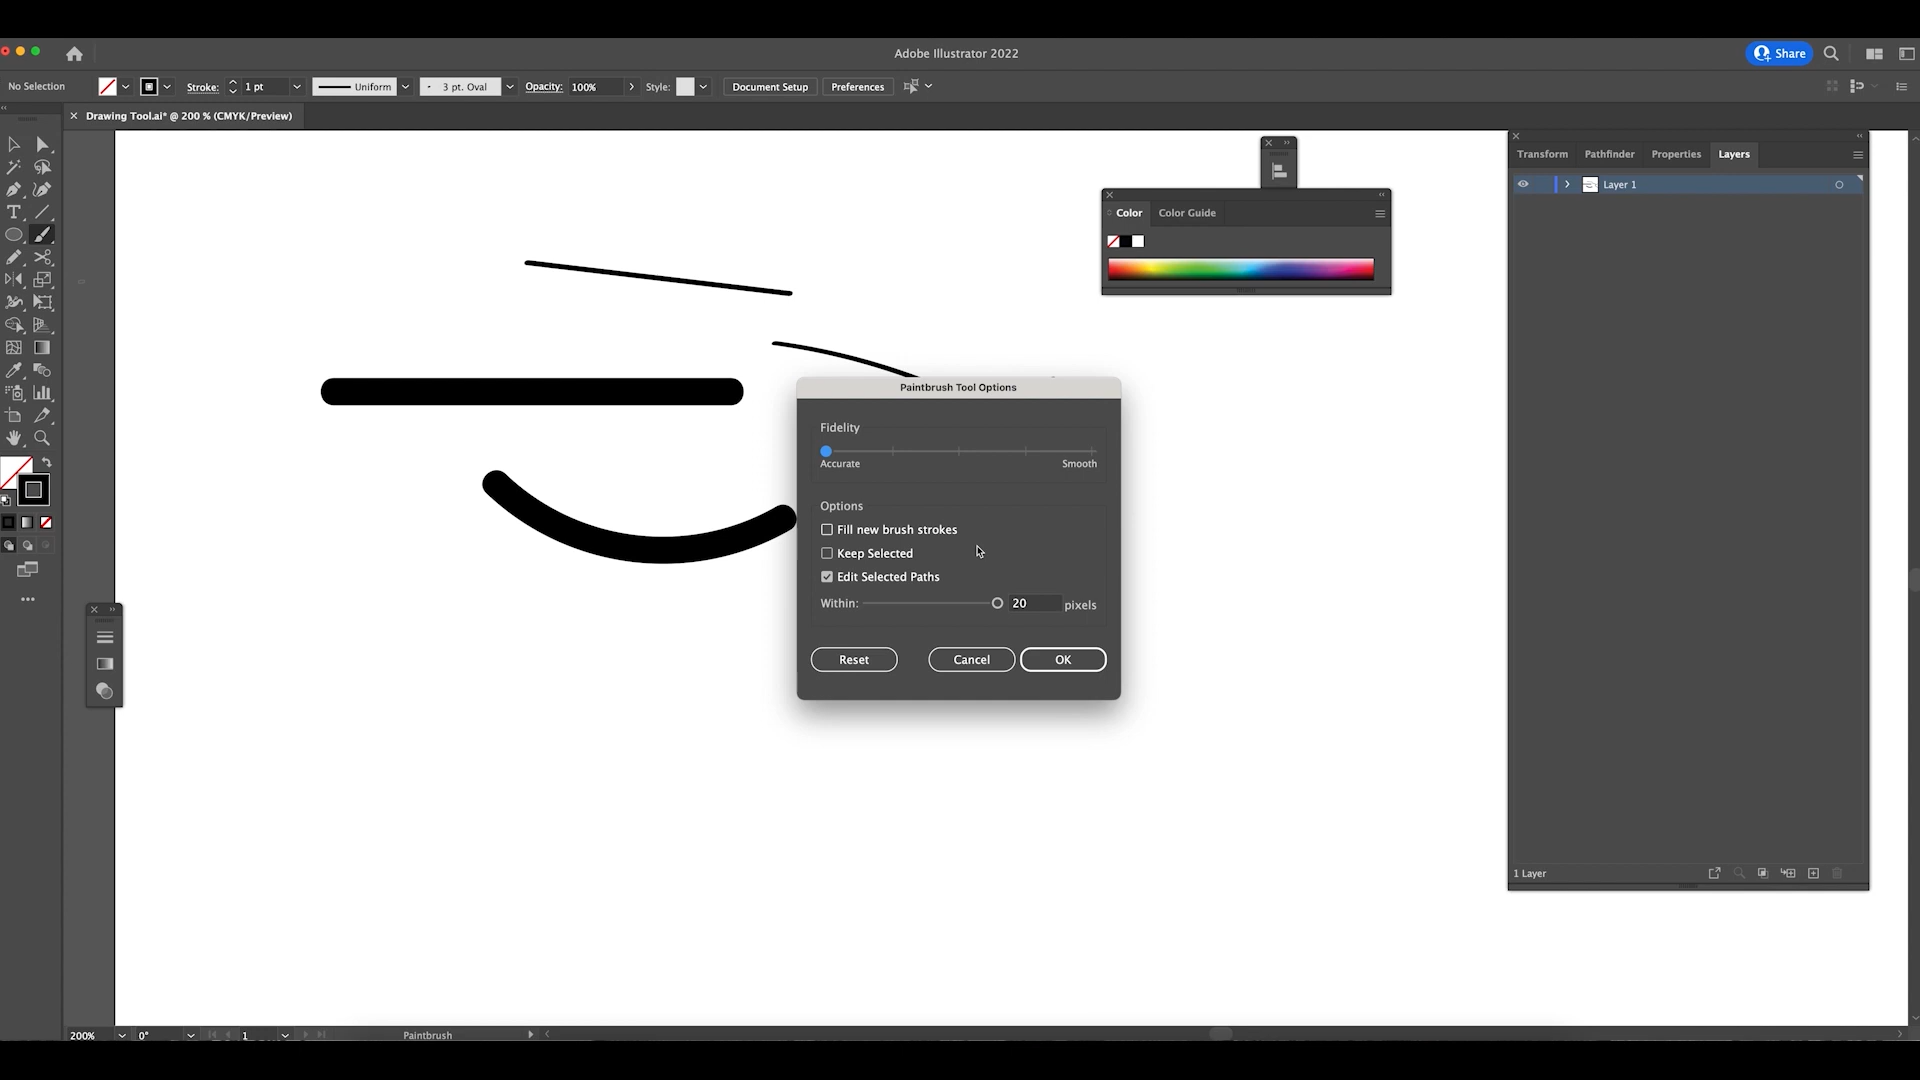 Adobe Illustrator 2022
Share
No Selection
Stroke: 1 pt
Uniform
3 pt. Oval
Opacity: 100%
Style:
Document Setup
Preferences
Drawing Tool.ai* @ 200 % (CMYK/Preview)
Transform Pathfinder Properties Layers
Layer 1
Color Color Guide
Paintbrush Tool Options
Fidelity
Accurate Smooth
Options
Fill new brush strokes
Keep Selected
Edit Selected Paths
Within: 20 pixels
Reset Cancel OK
1 Layer
200% 0° 1 Paintbrush